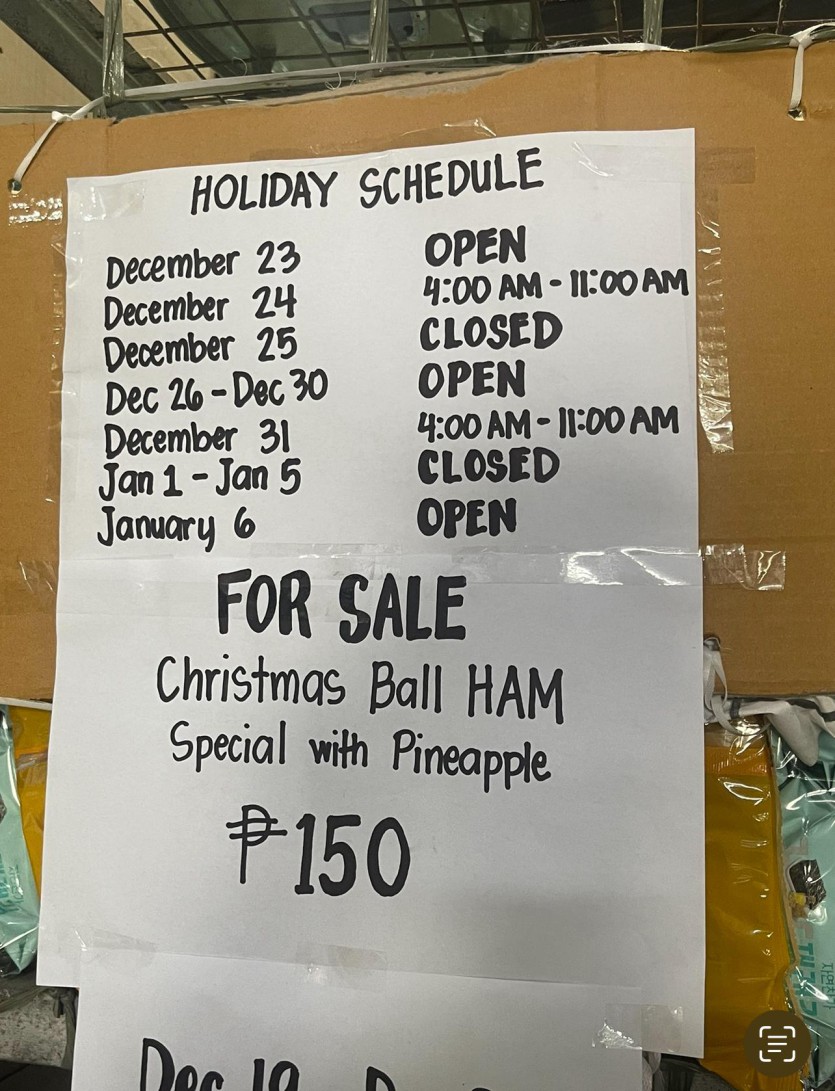 HOLIDAY SCHEDULE
December 23 OPEN
December 24 4:00 AM - 11:00 AM
December 25 CLOSED
Dec 26 - Dec 30 OPEN
December 31 4:00 AM - 11:00 AM
Jan 1 - Jan 5 CLOSED
January 6 OPEN
FOR SALE
Christmas Ball HAM
Special with Pineapple
₱150
Dec 19